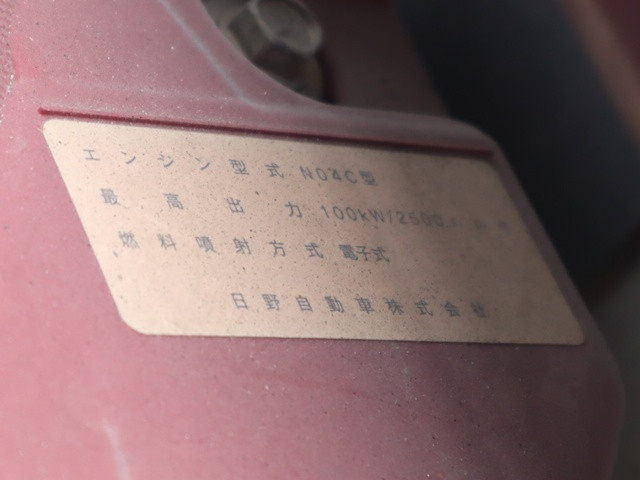 エンジン型式 N04C型
最高出力 100kW/2500
燃料噴射方式 電子式
日野自動車株式会社